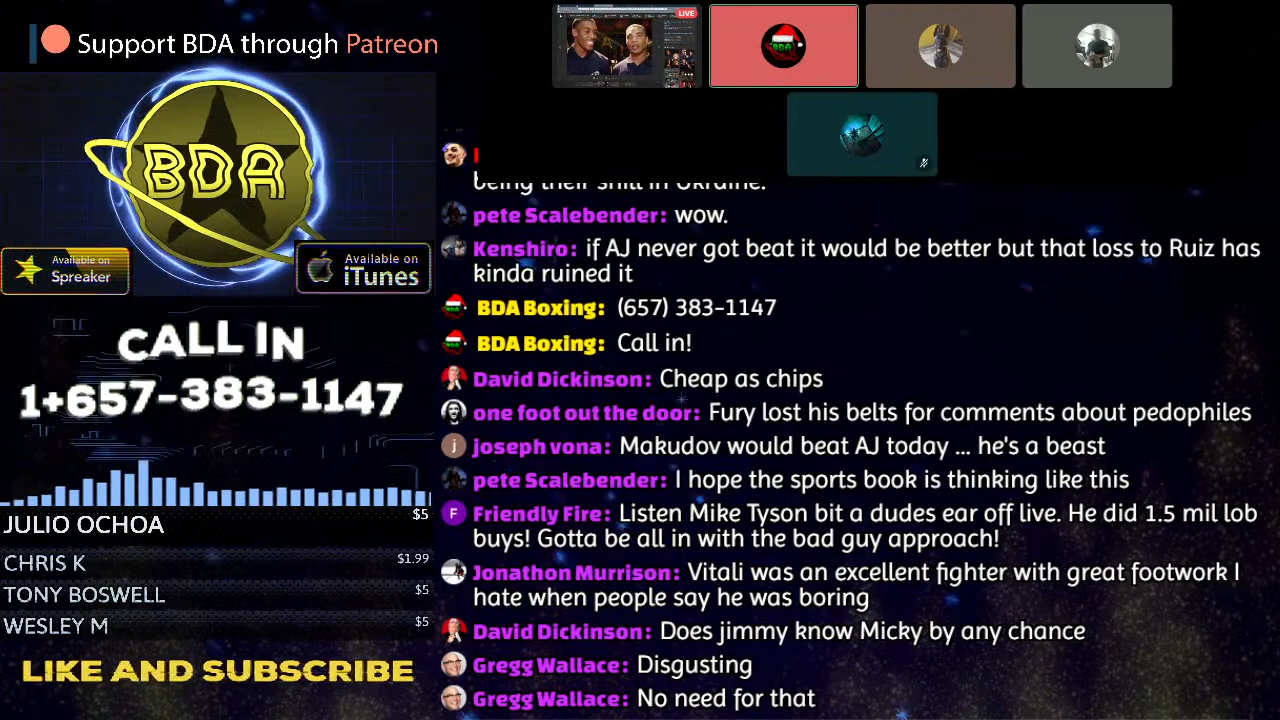 Support BDA through Patreon
LIVE
BDA
BDA
Available on
Spreaker
Available on
iTunes
CALL IN
1+657-383-1147
JULIO OCHOA $5
CHRIS K $1.99
TONY BOSWELL $5
WESLEY M $5
LIKE AND SUBSCRIBE
being their shill in Ukraine.
pete Scalebender: wow.
Kenshiro: if AJ never got beat it would be better but that loss to Ruiz has
kinda ruined it
BDA Boxing: (657) 383-1147
BDA Boxing: Call in!
David Dickinson: Cheap as chips
one foot out the door: Fury lost his belts for comments about pedophiles
j joseph vona: Makudov would beat AJ today ... he's a beast
pete Scalebender: I hope the sports book is thinking like this
F Friendly Fire: Listen Mike Tyson bit a dudes ear off live. He did 1.5 mil lob
buys! Gotta be all in with the bad guy approach!
Jonathon Murrison: Vitali was an excellent fighter with great footwork I
hate when people say he was boring
David Dickinson: Does jimmy know Micky by any chance
Gregg Wallace: Disgusting
Gregg Wallace: No need for that